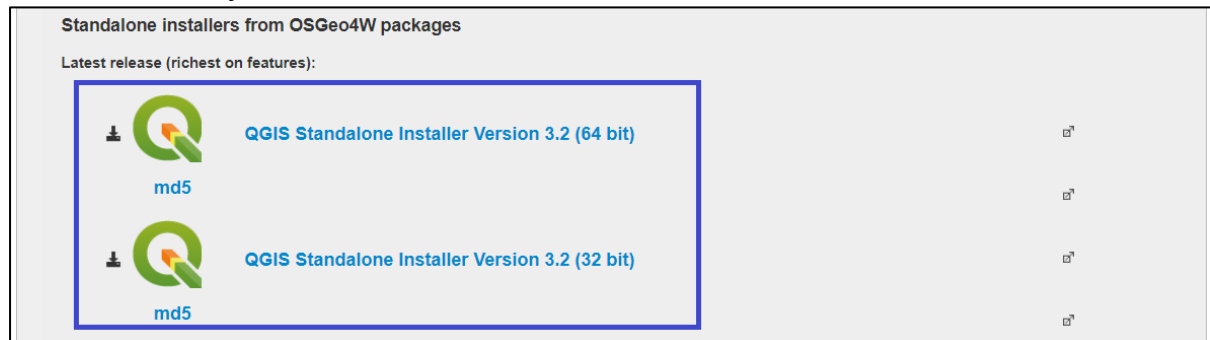 Standalone installers from OSGeo4W packages
Latest release (richest on features):
QGIS Standalone Installer Version 3.2 (64 bit)
md5
QGIS Standalone Installer Version 3.2 (32 bit)
md5